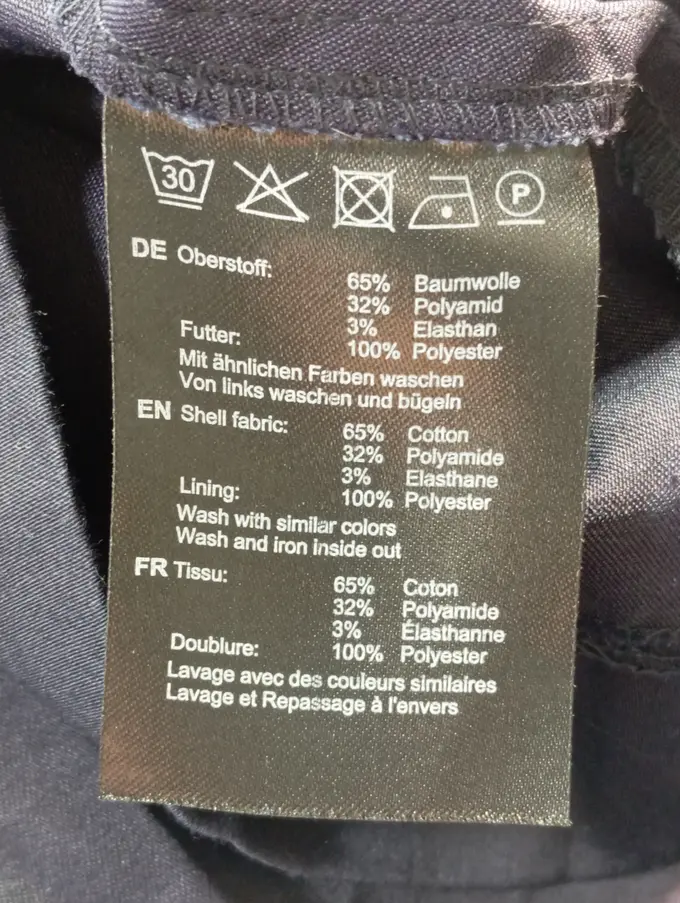 30 P
DE Oberstoff:
65% Baumwolle
32% Polyamid
3% Elasthan
Futter: 100% Polyester
Mit ähnlichen Farben waschen
Von links waschen und bügeln
EN Shell fabric:
65% Cotton
32% Polyamide
3% Elasthane
Lining: 100% Polyester
Wash with similar colors
Wash and iron inside out
FR Tissu:
65% Coton
32% Polyamide
3% Élasthanne
Doublure: 100% Polyester
Lavage avec des couleurs similaires
Lavage et Repassage à l'envers